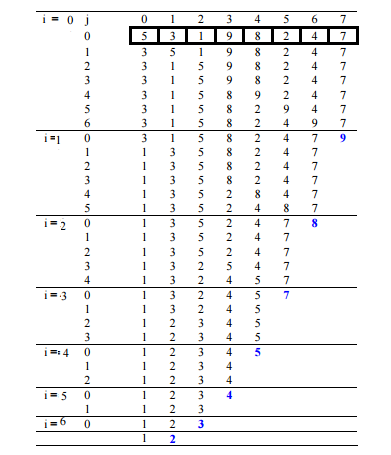 i = 0 j 0 1 2 3 4 5 6 7
0 5 3 1 9 8 2 4 7
1 3 5 1 9 8 2 4 7
2 3 1 5 9 8 2 4 7
3 3 1 5 9 8 2 4 7
4 3 1 5 8 9 2 4 7
5 3 1 5 8 2 9 4 7
6 3 1 5 8 2 4 9 7
i =1 0 3 1 5 8 2 4 7 9
1 1 3 5 8 2 4 7
2 1 3 5 8 2 4 7
3 1 3 5 8 2 4 7
4 1 3 5 2 8 4 7
5 1 3 5 2 4 8 7
i = 2 0 1 3 5 2 4 7 8
1 1 3 5 2 4 7
2 1 3 5 2 4 7
3 1 3 2 5 4 7
4 1 3 2 4 5 7
i = 3 0 1 3 2 4 5 7
1 1 3 2 4 5
2 1 2 3 4 5
3 1 2 3 4 5
i =: 4 0 1 2 3 4 5
1 1 2 3 4
2 1 2 3 4
i = 5 0 1 2 3 4
1 1 2 3
i = 6 0 1 2 3
1 2